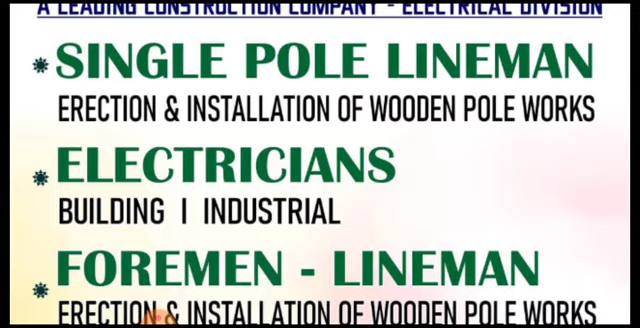 A LEADING CONSTRUCTION COMPANY - ELECTRICAL DIVISION
SINGLE POLE LINEMAN
ERECTION & INSTALLATION OF WOODEN POLE WORKS
ELECTRICIANS
BUILDING | INDUSTRIAL
FOREMEN - LINEMAN
ERECTION & INSTALLATION OF WOODEN POLE WORKS